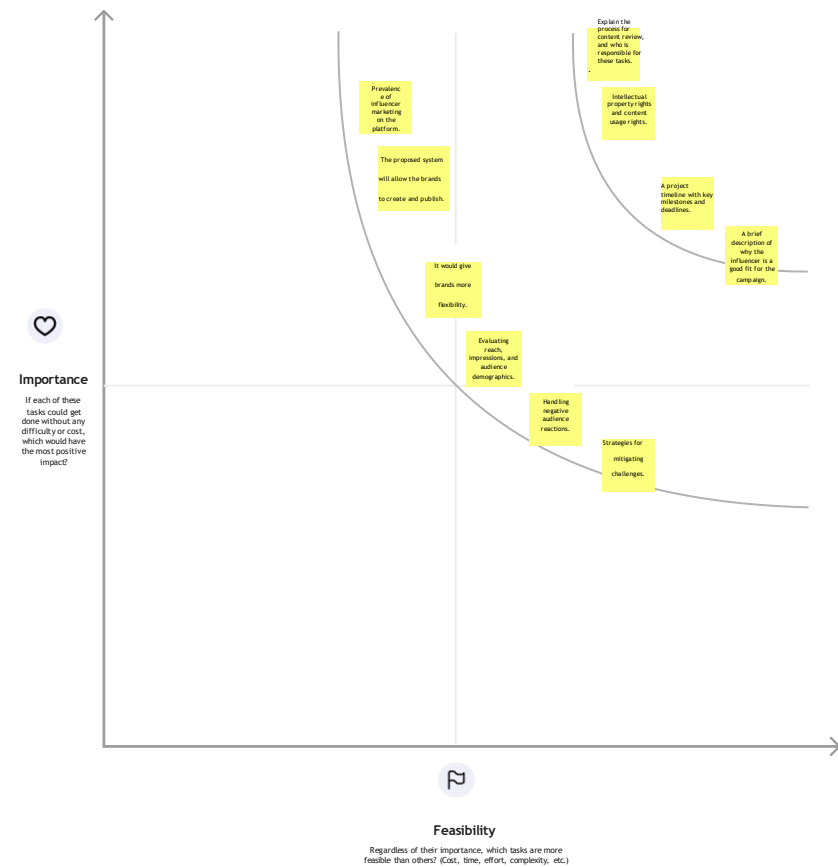 Explain the
process for
content review,
and who is
responsible for
these tasks.
.
Prevalenc
e of
influencer
marketing
on the
platform.
Intellectual
property rights
and content
usage rights.
The proposed system
will allow the brands
to create and publish.
A project
timeline with key
milestones and
deadlines.
A brief
description of
why the
influencer is a
good fit for the
campaign.
It would give
brands more
flexibility.
Evaluating
reach,
impressions, and
audience
demographics.
Handling
negative
audience
reactions.
Strategies for
mitigating
challenges.
Importance
If each of these
tasks could get
done without any
difficulty or cost,
which would have
the most positive
impact?
Feasibility
Regardless of their importance, which tasks are more
feasible than others? (Cost, time, effort, complexity, etc.)